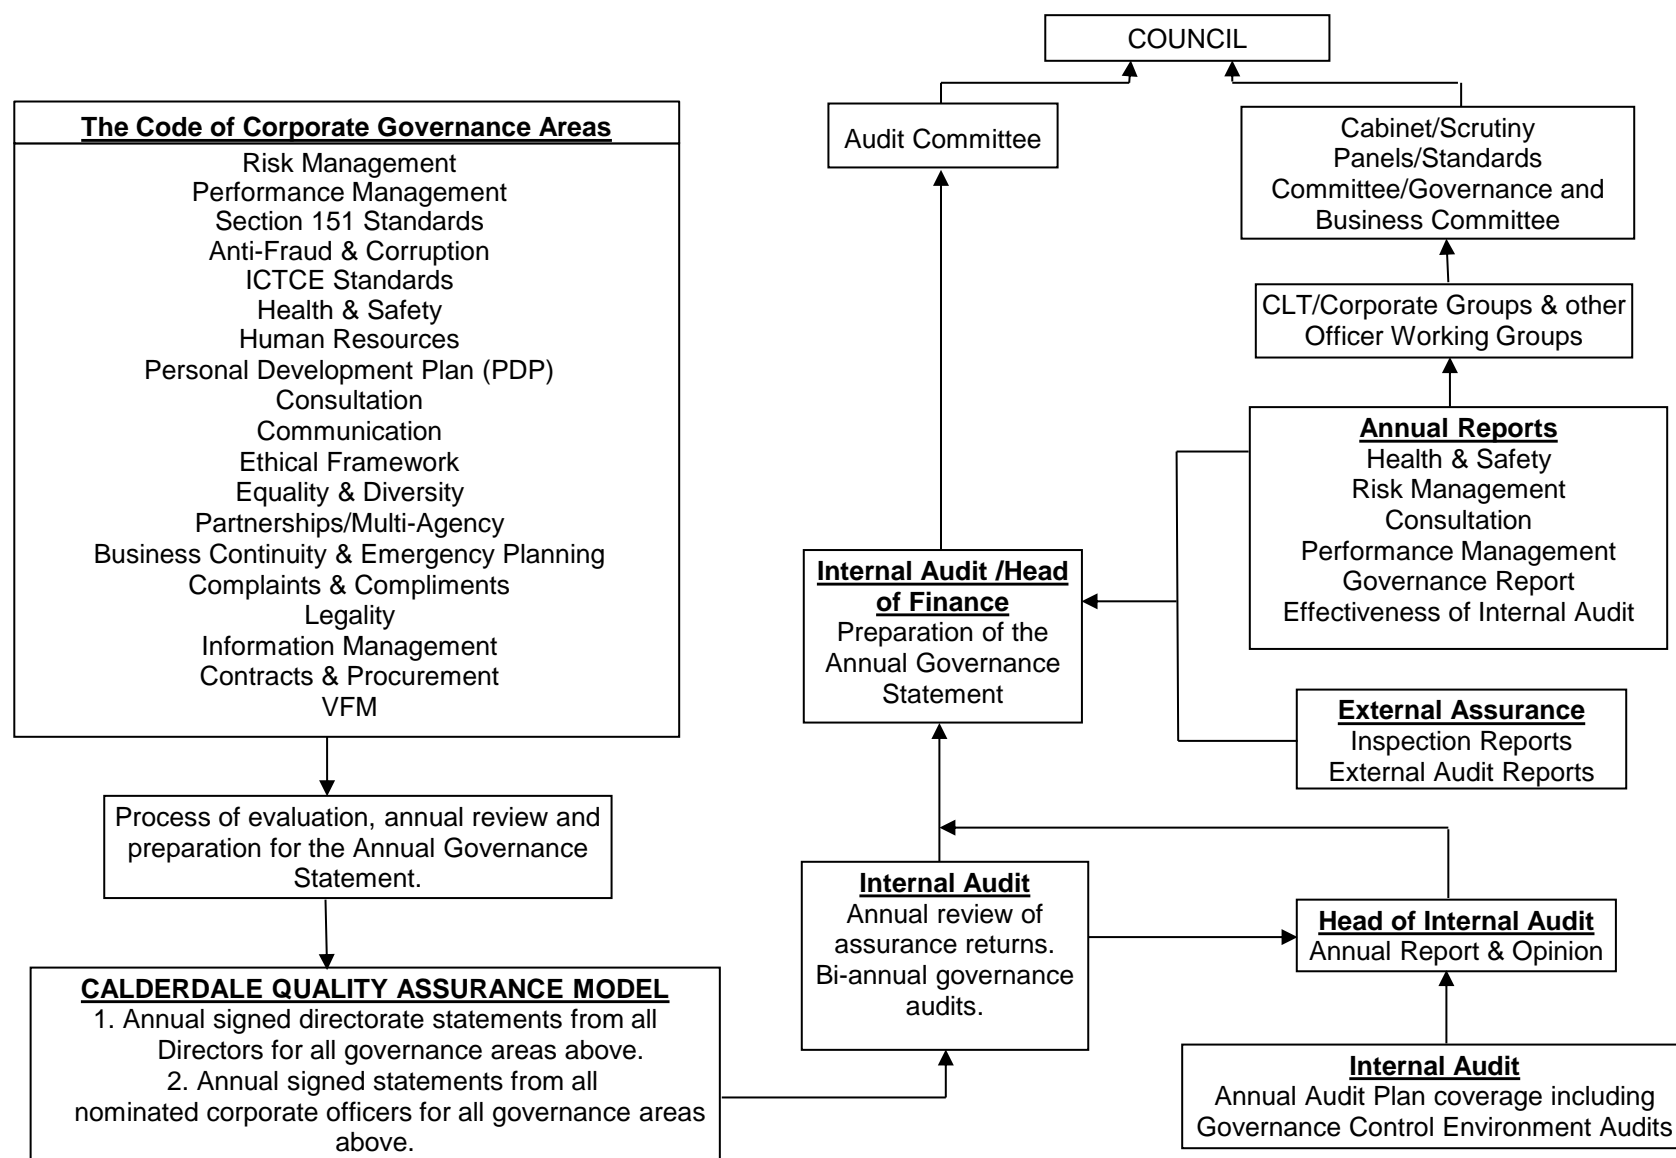 COUNCIL
The Code of Corporate Governance Areas
Risk Management
Performance Management
Section 151 Standards
Anti-Fraud & Corruption
ICTCE Standards
Health & Safety
Human Resources
Personal Development Plan (PDP)
Consultation
Communication
Ethical Framework
Equality & Diversity
Partnerships/Multi-Agency
Business Continuity & Emergency Planning
Complaints & Compliments
Legality
Information Management
Contracts & Procurement
VFM
Process of evaluation, annual review and
preparation for the Annual Governance
Statement.
CALDERDALE QUALITY ASSURANCE MODEL
1. Annual signed directorate statements from all
Directors for all governance areas above.
2. Annual signed statements from all
nominated corporate officers for all governance areas
above.
Audit Committee
Internal Audit /Head
of Finance
Preparation of the
Annual Governance
Statement
Internal Audit
Annual review of
assurance returns.
Bi-annual governance
audits.
Cabinet/Scrutiny
Panels/Standards
Committee/Governance and
Business Committee
CLT/Corporate Groups & other
Officer Working Groups
Annual Reports
Health & Safety
Risk Management
Consultation
Performance Management
Governance Report
Effectiveness of Internal Audit
External Assurance
Inspection Reports
External Audit Reports
Head of Internal Audit
Annual Report & Opinion
Internal Audit
Annual Audit Plan coverage including
Governance Control Environment Audits